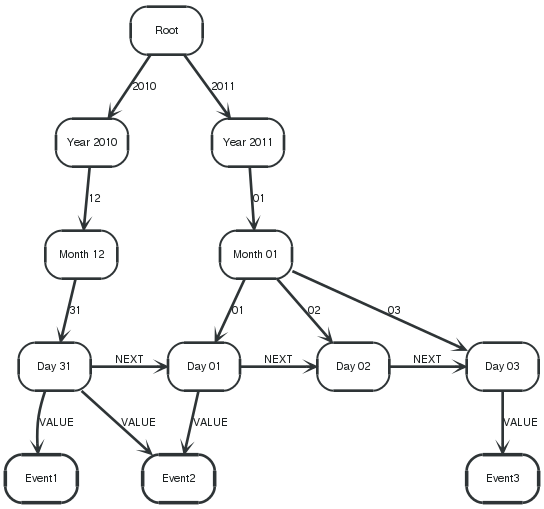 Root
2010
2011
Year 2010
Year 2011
12
01
Month 12
Month 01
31
01
02
03
Day 31
NEXT
Day 01
NEXT
Day 02
NEXT
Day 03
VALUE
VALUE
VALUE
VALUE
Event1
Event2
Event3